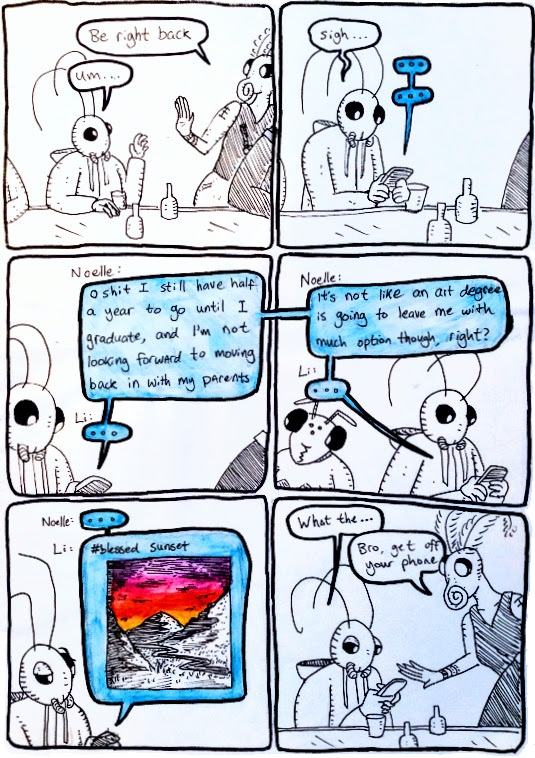 Be right back
um...
sigh...
Noelle:
o shit I still have half
a year to go until I
graduate, and I'm not
looking forward to moving
back in with my parents
Li:
Noelle:
It's not like an art degree
is going to leave me with
much option though, right?
Li:
Noelle:
Li:
#blessed sunset
What the...
Bro, get off
your phone